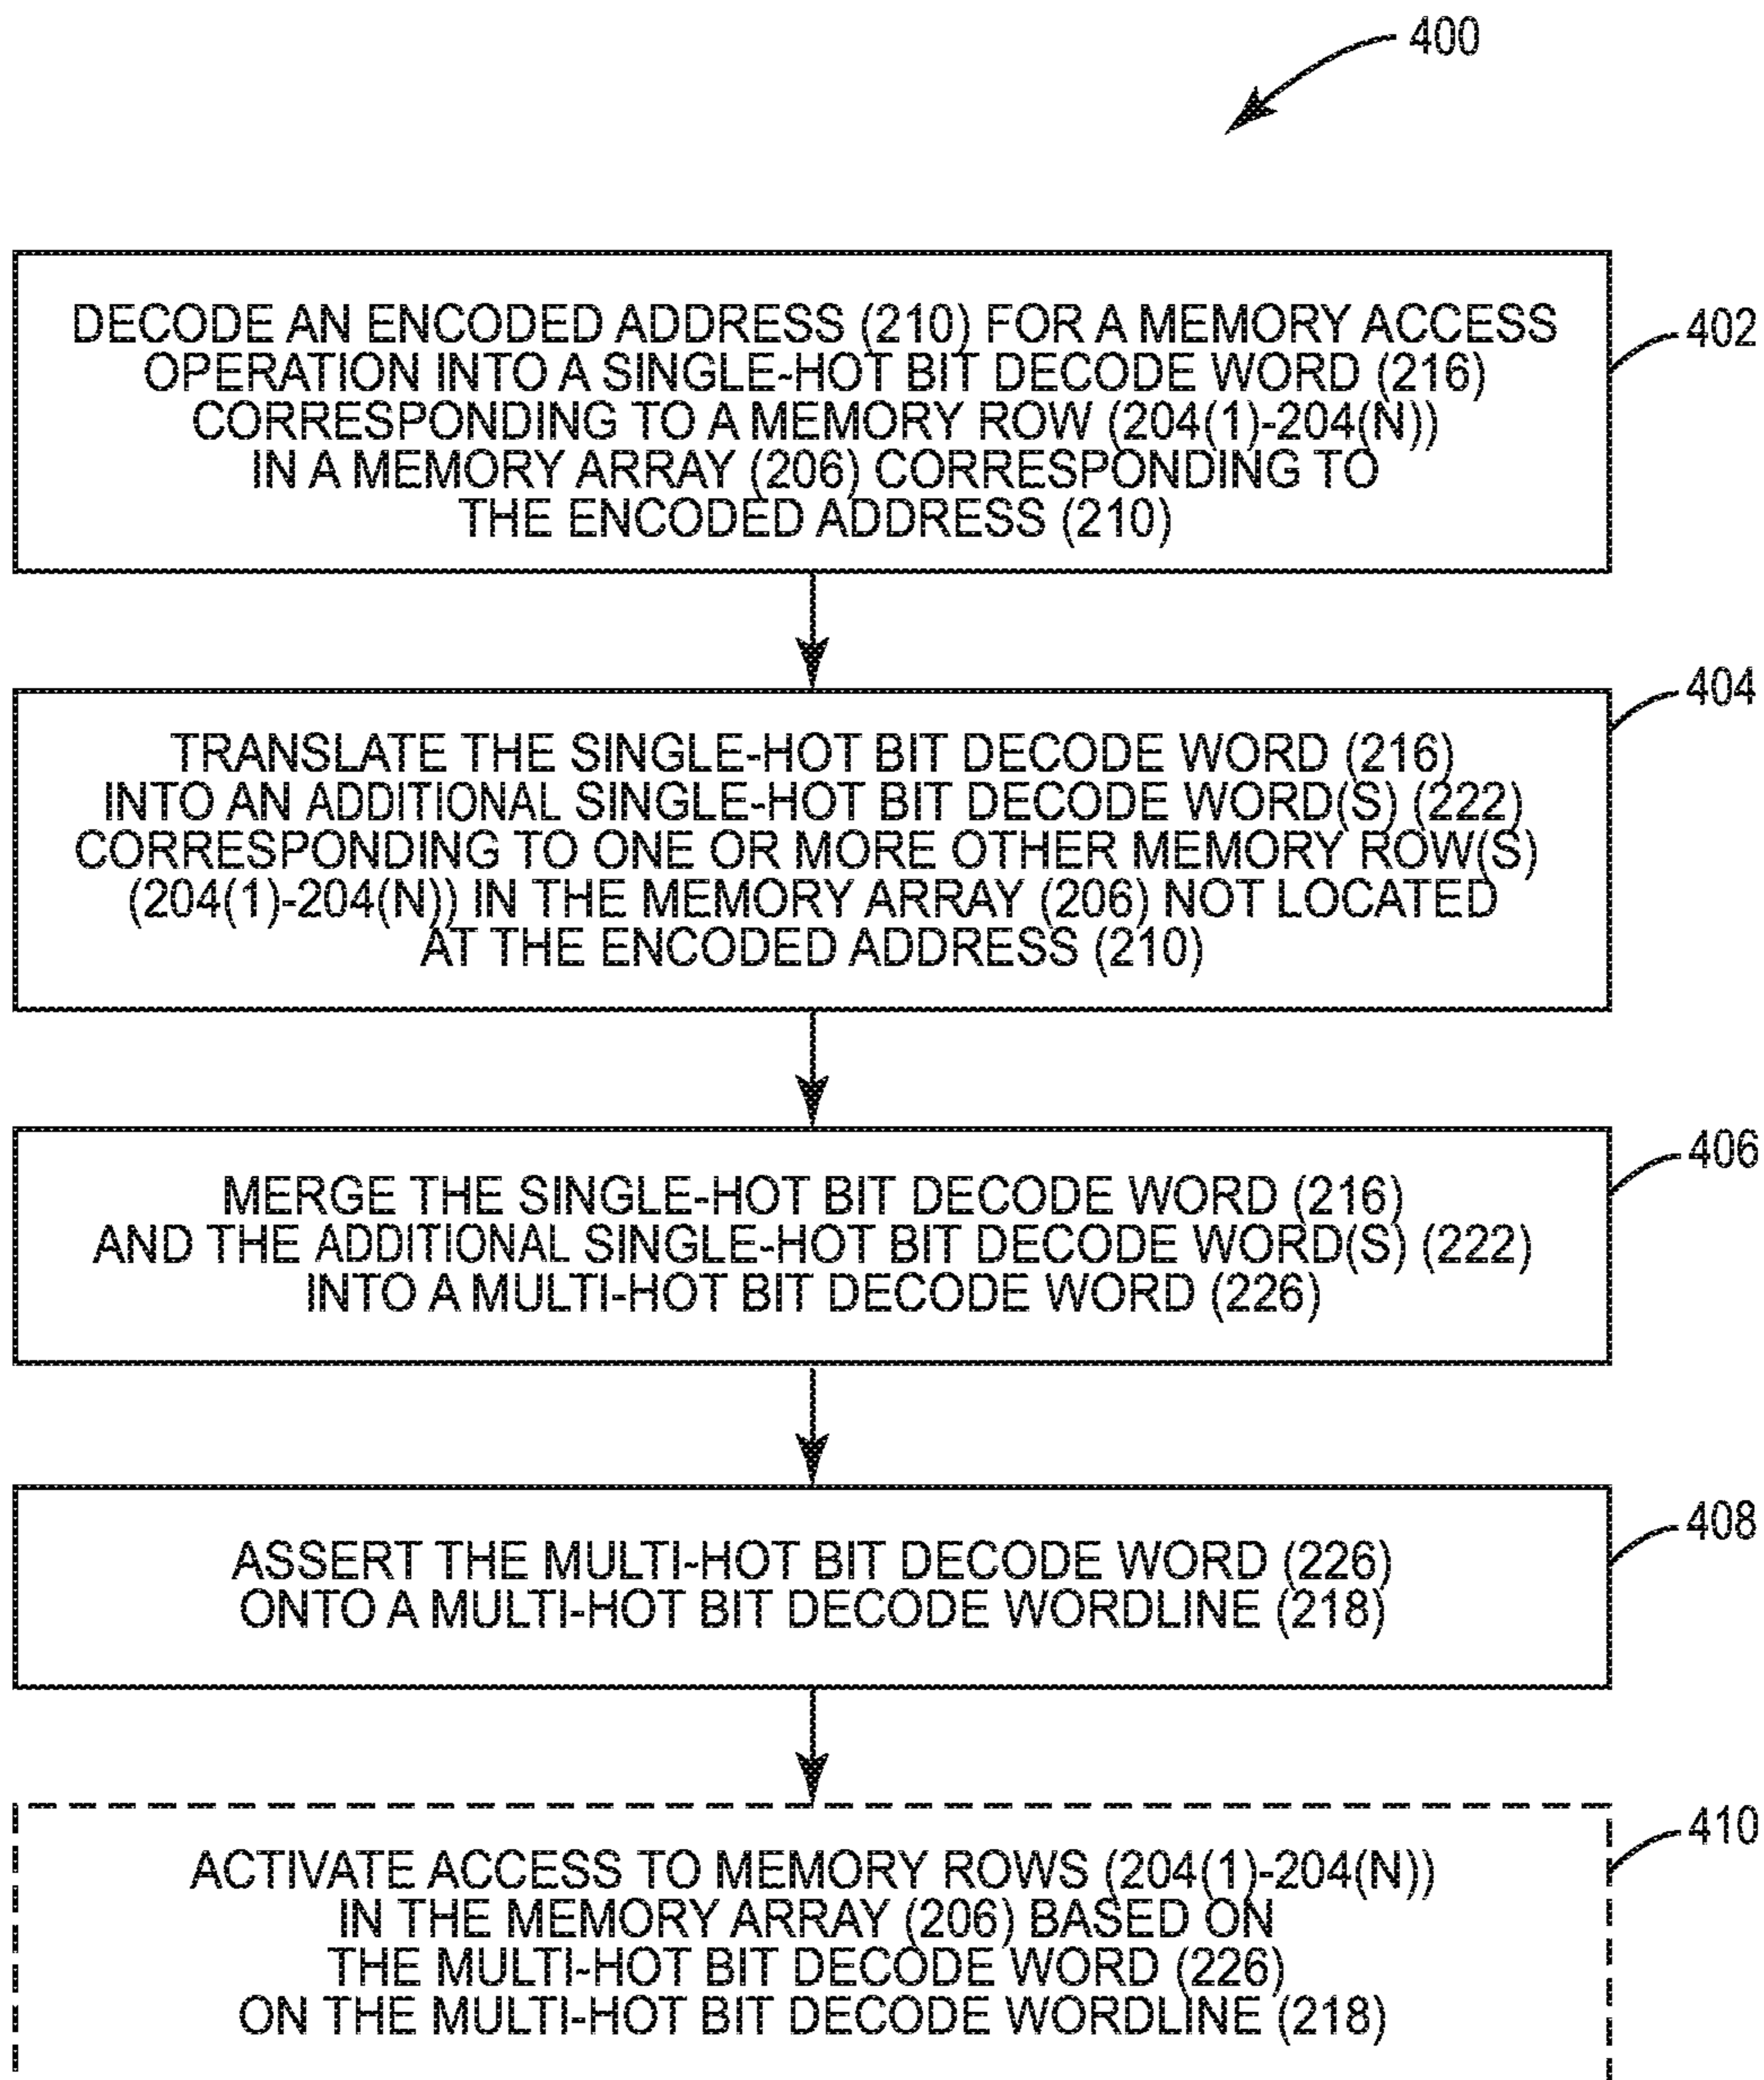 400
DECODE AN ENCODED ADDRESS (210) FOR A MEMORY ACCESS
OPERATION INTO A SINGLE-HOT BIT DECODE WORD (216)
CORRESPONDING TO A MEMORY ROW (204(1)-204(N))
IN A MEMORY ARRAY (206) CORRESPONDING TO
THE ENCODED ADDRESS (210)
402
TRANSLATE THE SINGLE-HOT BIT DECODE WORD (216)
INTO AN ADDITIONAL SINGLE-HOT BIT DECODE WORD(S) (222)
CORRESPONDING TO ONE OR MORE OTHER MEMORY ROW(S)
(204(1)-204(N)) IN THE MEMORY ARRAY (206) NOT LOCATED
AT THE ENCODED ADDRESS (210)
404
MERGE THE SINGLE-HOT BIT DECODE WORD (216)
AND THE ADDITIONAL SINGLE-HOT BIT DECODE WORD(S) (222)
INTO A MULTI-HOT BIT DECODE WORD (226)
406
ASSERT THE MULTI-HOT BIT DECODE WORD (226)
ONTO A MULTI-HOT BIT DECODE WORDLINE (218)
408
ACTIVATE ACCESS TO MEMORY ROWS (204(1)-204(N))
IN THE MEMORY ARRAY (206) BASED ON
THE MULTI-HOT BIT DECODE WORD (226)
ON THE MULTI-HOT BIT DECODE WORDLINE (218)
410